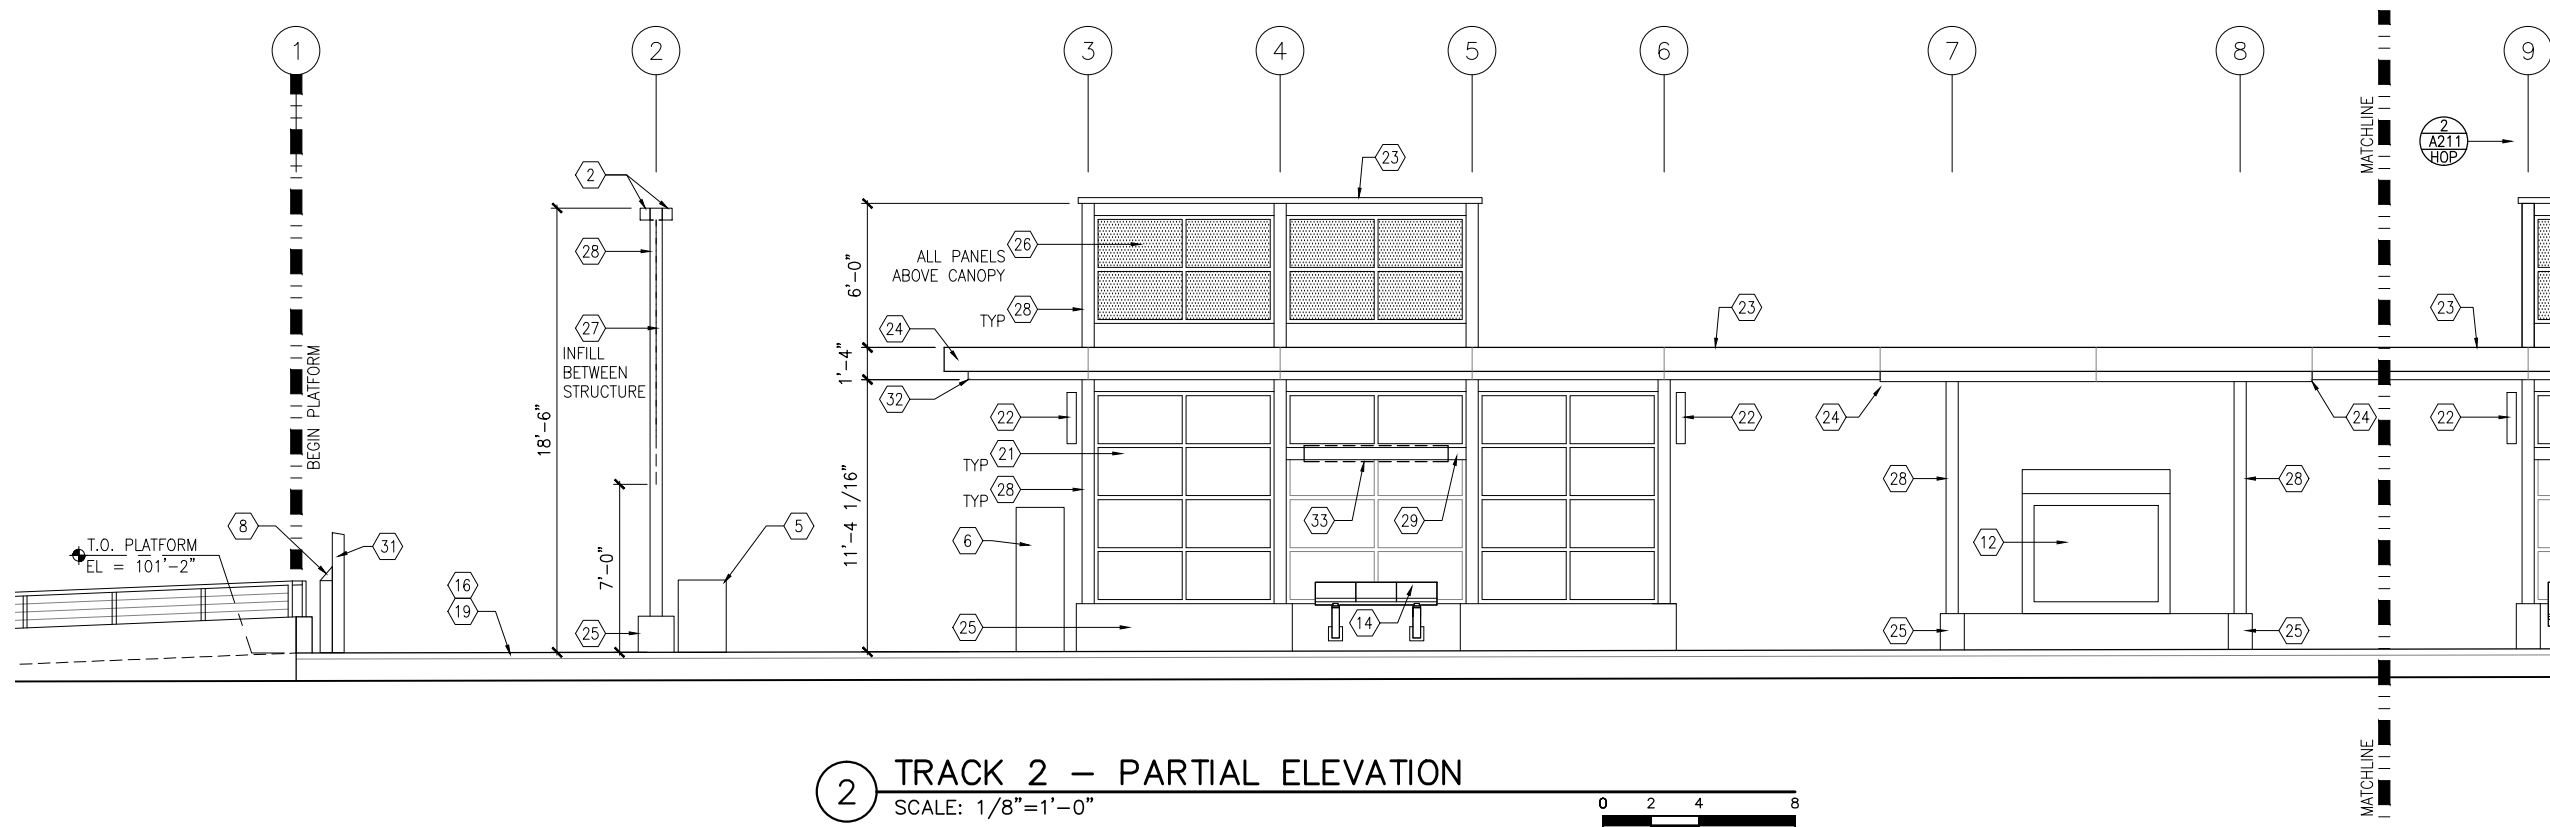 1 2 3 4 5 6 7 8 9
MATCHLINE
2
A211
HOP
2
23
28
26
ALL PANELS
ABOVE CANOPY
6'-0"
28
TYP
27
INFILL
BETWEEN
STRUCTURE
24
23
23
1'-4"
BEGIN PLATFORM
32
18'-6"
22
22
24
24
22
TYP 21
TYP 28
28
28
11'-4 1/16"
33
29
8
5
6
12
T.O. PLATFORM
EL = 101'-2"
31
7'-0"
16
19
25
25
14
25
25
MATCHLINE
2
TRACK 2 - PARTIAL ELEVATION
SCALE: 1/8"=1'-0"
0 2 4 8